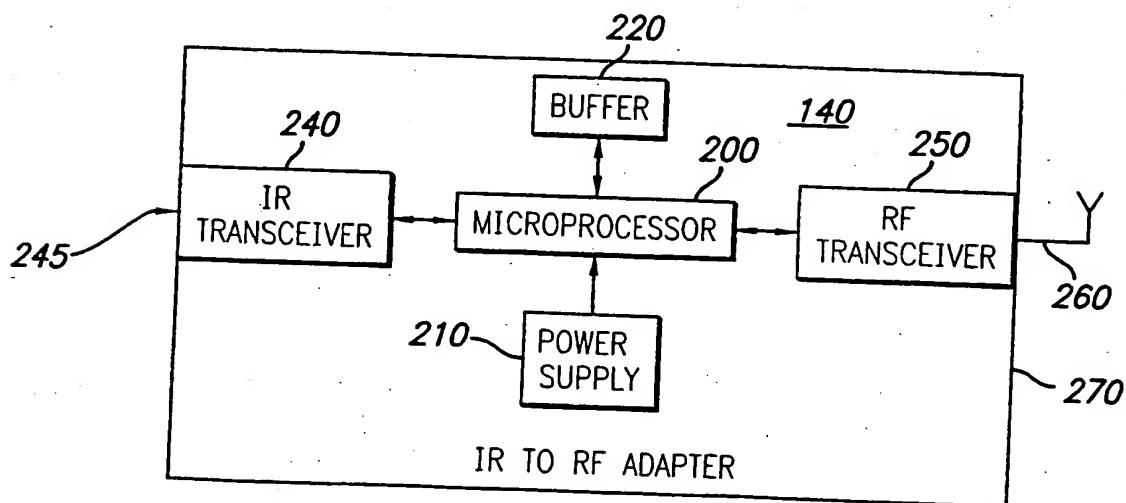 220
BUFFER
140
240
200
250
IR
TRANSCEIVER
MICROPROCESSOR
RF
TRANSCEIVER
245
260
210
POWER
SUPPLY
270
IR TO RF ADAPTER